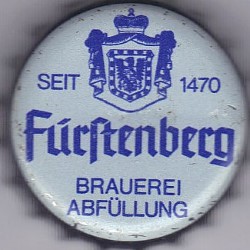 SEIT 1470
Fürſtenberg
BRAUEREI
ABFÜLLUNG